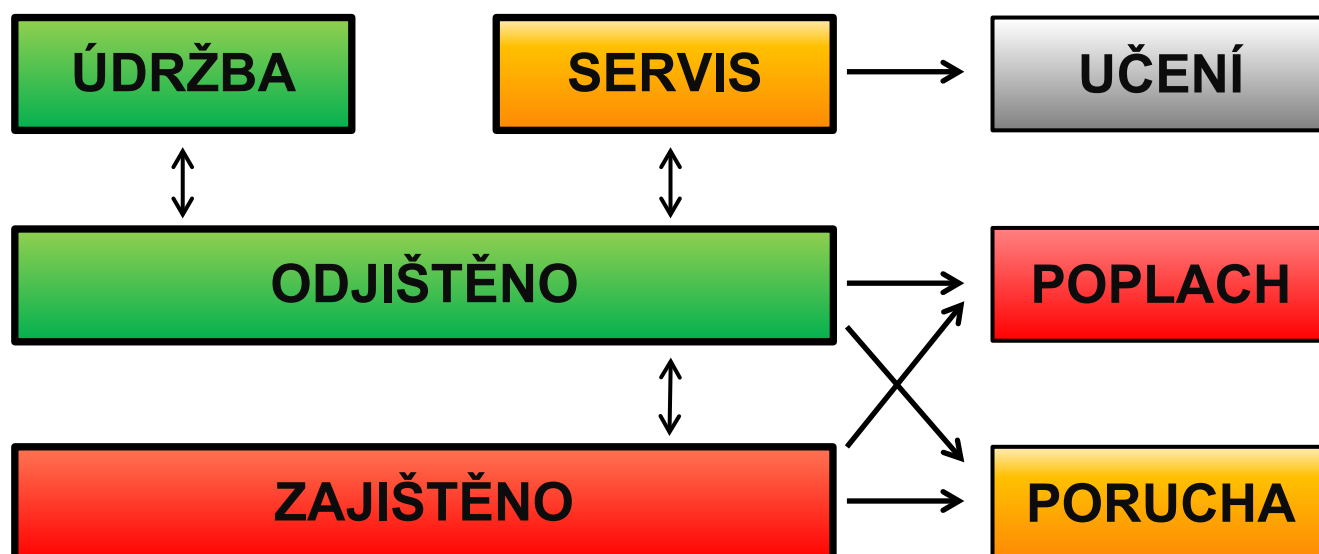 ÚDRŽBA
SERVIS
UČENÍ
ODJIŠTĚNO
POPLACH
ZAJIŠTĚNO
PORUCHA